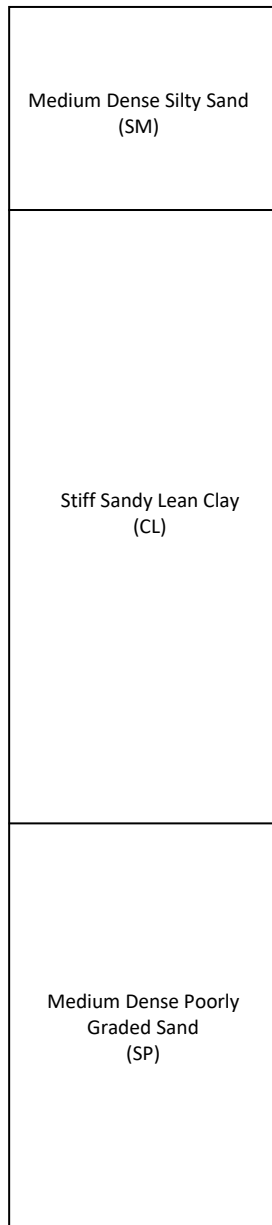 Medium Dense Silty Sand
(SM)
Stiff Sandy Lean Clay
(CL)
Medium Dense Poorly
Graded Sand
(SP)